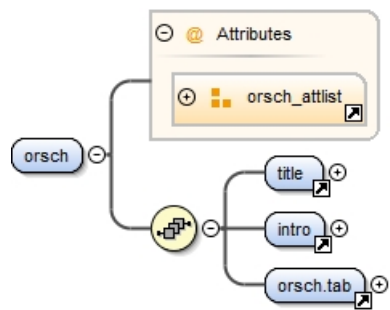 @ Attributes
orsch_attlist
orsch
title
intro
orsch.tab